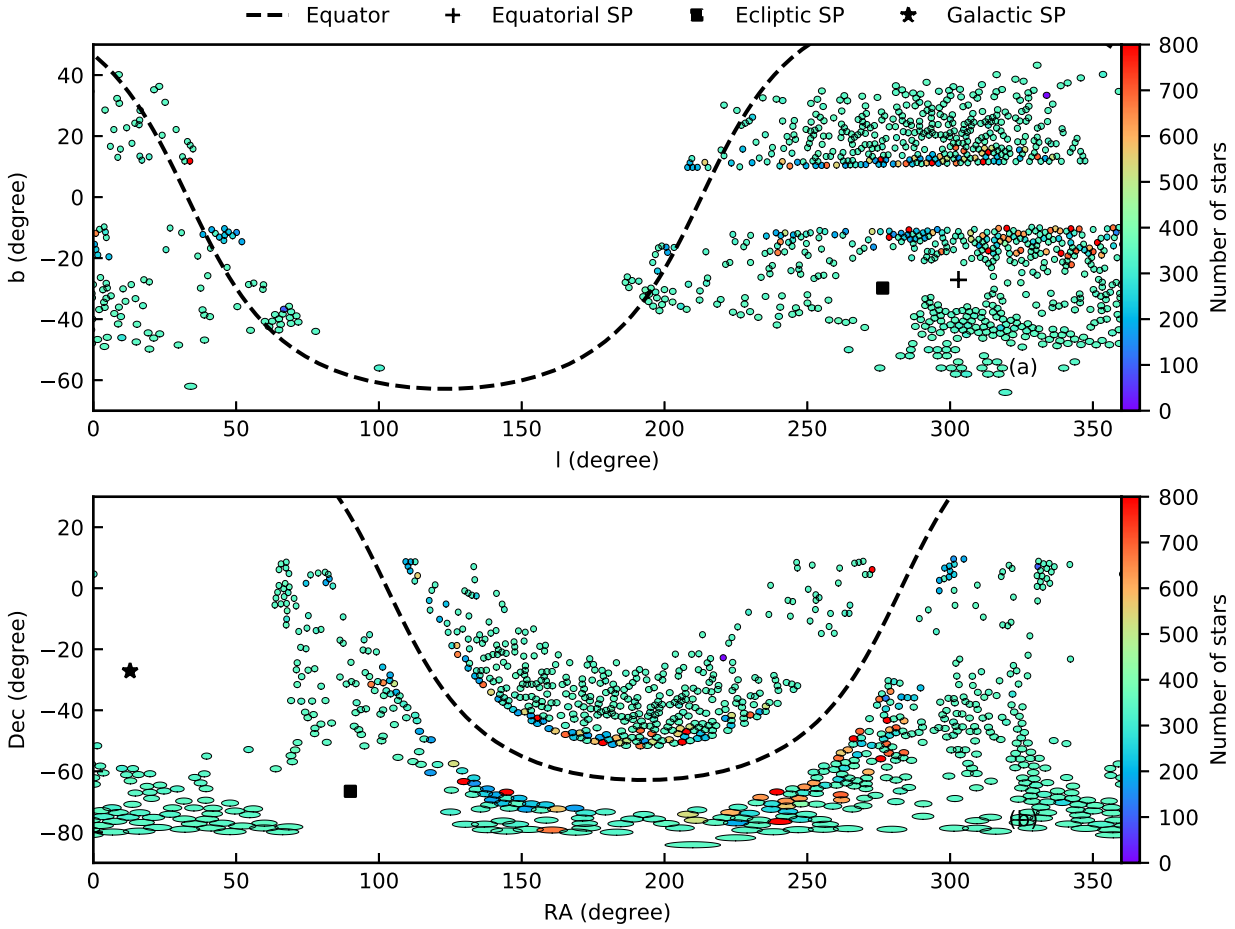 Equator Equatorial SP Ecliptic SP Galactic SP
40
20
0
−20
−40
−60
b (degree)
0 50 100 150 200 250 300 350
l (degree)
(a)
800
700
600
500
400
300
200
100
0
Number of stars
20
0
−20
−40
−60
−80
Dec (degree)
0 50 100 150 200 250 300 350
RA (degree)
(b)
800
700
600
500
400
300
200
100
0
Number of stars